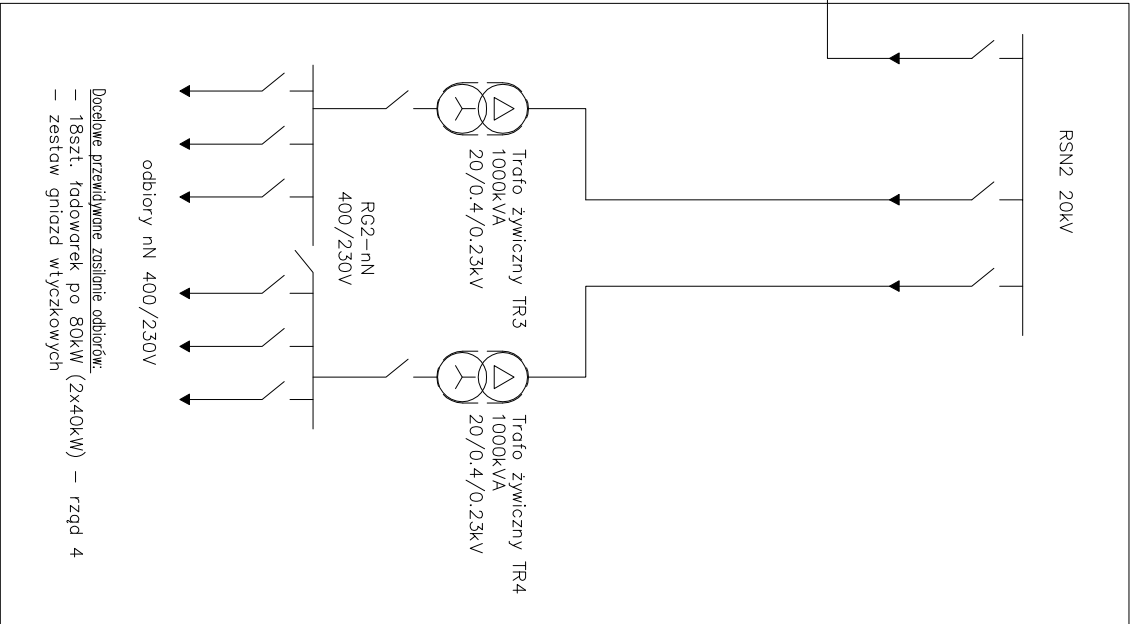 RSN2 20kV
Trafo żywiczny TR3
1000kVA
20/0.4/0.23kV
Trafo żywiczny TR4
1000kVA
20/0.4/0.23kV
RG2-nN
400/230V
odbiory nN 400/230V
Docelowe przewidywane zasilanie odbiorów:
- 18szt. ładowarek po 80kW (2x40kW) - rząd 4
- zestaw gniazd wtyczkowych